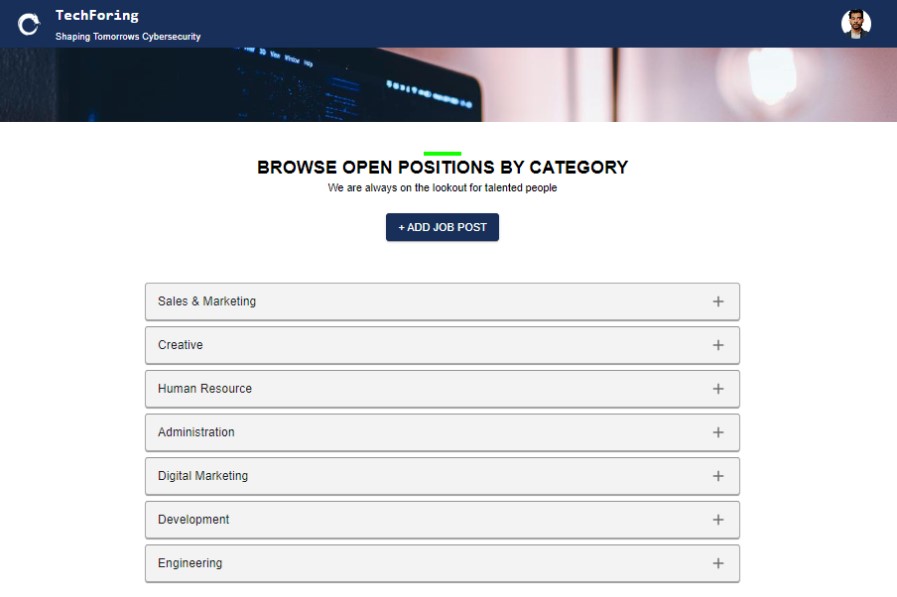 TechForing
Shaping Tomorrows Cybersecurity
BROWSE OPEN POSITIONS BY CATEGORY
We are always on the lookout for talented people
+ ADD JOB POST
Sales & Marketing
Creative
Human Resource
Administration
Digital Marketing
Development
Engineering